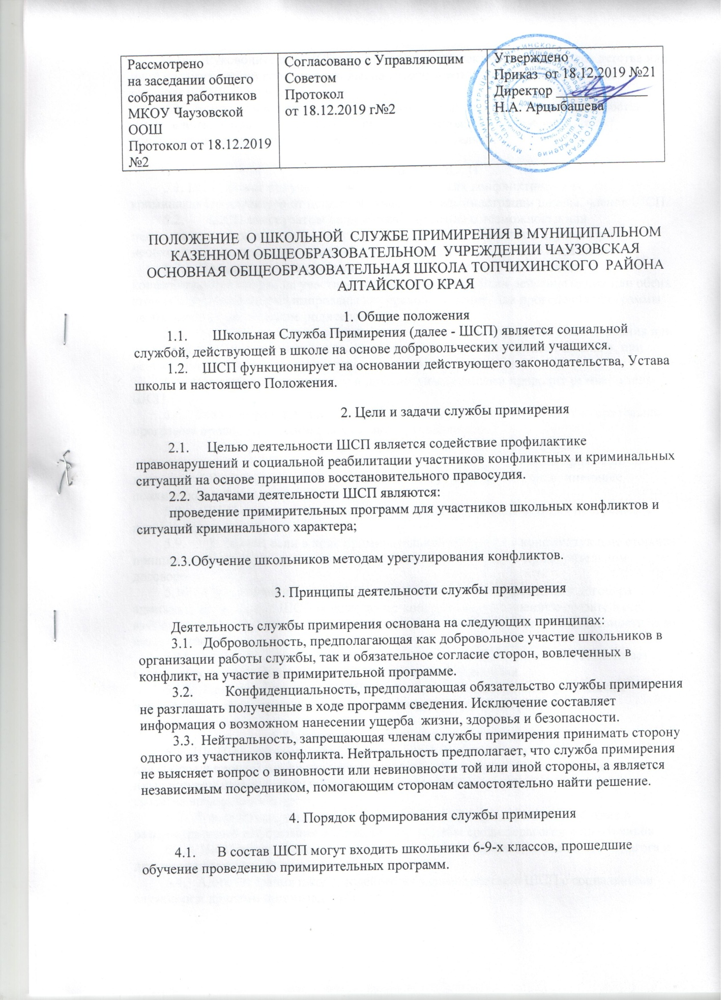 Рассмотрено
на заседании общего
собрания работников
МКОУ Чаузовской
ООШ
Протокол от 18.12.2019
№2
Согласовано с Управляющим
Советом
Протокол
от 18.12.2019 г№2
Утверждено
Приказ от 18.12.2019 №21
Директор
Н.А. Арцыбашева
ПОЛОЖЕНИЕ О ШКОЛЬНОЙ СЛУЖБЕ ПРИМИРЕНИЯ В МУНИЦИПАЛЬНОМ
КАЗЕННОМ ОБЩЕОБРАЗОВАТЕЛЬНОМ УЧРЕЖДЕНИИ ЧАУЗОВСКАЯ
ОСНОВНАЯ ОБЩЕОБРАЗОВАТЕЛЬНАЯ ШКОЛА ТОПЧИХИНСКОГО РАЙОНА
АЛТАЙСКОГО КРАЯ
1. Общие положения
1.1. Школьная Служба Примирения (далее - ШСП) является социальной
службой, действующей в школе на основе добровольческих усилий учащихся.
1.2. ШСП функционирует на основании действующего законодательства, Устава
школы и настоящего Положения.
2. Цели и задачи службы примирения
2.1. Целью деятельности ШСП является содействие профилактике
правонарушений и социальной реабилитации участников конфликтных и криминальных
ситуаций на основе принципов восстановительного правосудия.
2.2. Задачами деятельности ШСП являются:
проведение примирительных программ для участников школьных конфликтов и
ситуаций криминального характера;
2.3.Обучение школьников методам урегулирования конфликтов.
3. Принципы деятельности службы примирения
Деятельность службы примирения основана на следующих принципах:
3.1. Добровольность, предполагающая как добровольное участие школьников в
организации работы службы, так и обязательное согласие сторон, вовлеченных в
конфликт, на участие в примирительной программе.
3.2. Конфиденциальность, предполагающая обязательство службы примирения
не разглашать полученные в ходе программ сведения. Исключение составляет
информация о возможном нанесении ущерба жизни, здоровья и безопасности.
3.3. Нейтральность, запрещающая членам службы примирения принимать сторону
одного из участников конфликта. Нейтральность предполагает, что служба примирения
не выясняет вопрос о виновности или невиновности той или иной стороны, а является
независимым посредником, помогающим сторонам самостоятельно найти решение.
4. Порядок формирования службы примирения
4.1. В состав ШСП могут входить школьники 6-9-х классов, прошедшие
обучение проведению примирительных программ.